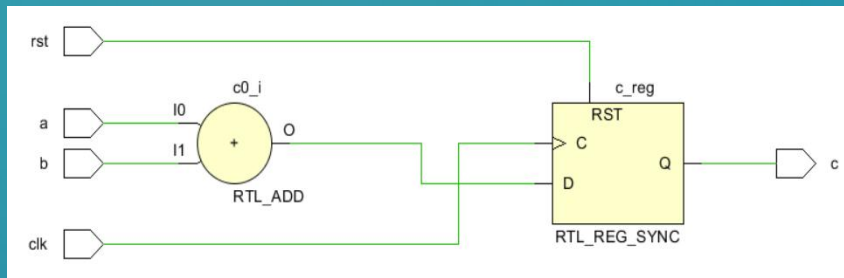 rst
a
b
clk
I0
I1
c0_i
+
O
RTL_ADD
c_reg
RST
C
D
Q
RTL_REG_SYNC
c